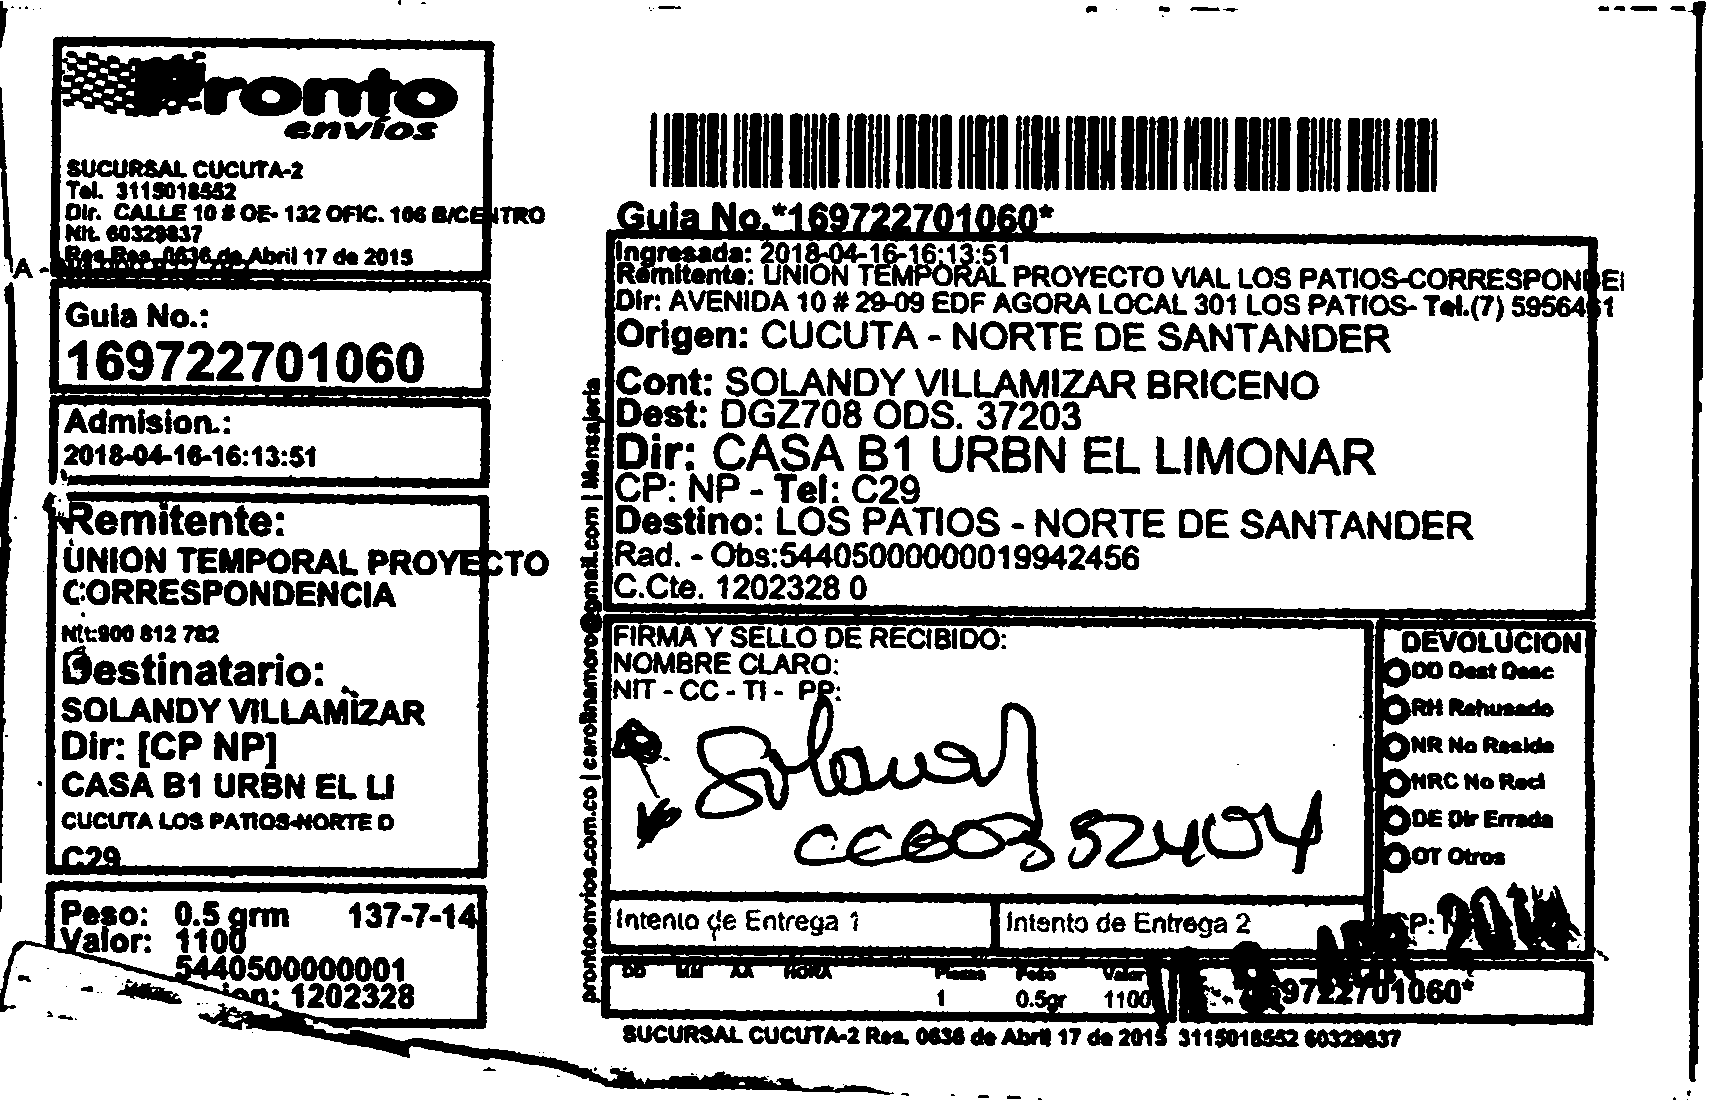 Pronto
envíos
SUCURSAL CUCUTA-2
Tel. 3115018552
Dir. CALLE 10 # OE- 132 OFIC. 106 B/CENTRO
Nit. 60329837
Res.Res. 0636 de Abril 17 de 2015
Guia No.:
169722701060
Admision.:
2018-04-16-16:13:51
Remitente:
UNION TEMPORAL PROYECTO
CORRESPONDENCIA
Nit:900 812 782
Destinatario:
SOLANDY VILLAMIZAR
Dir: [CP NP]
CASA B1 URBN EL LI
CUCUTA LOS PATIOS-NORTE D
C29
Peso: 0.5 grm 137-7-14
Valor: 1100
5440500000001
1202328
prontoenvios.com.co | carolinamoro@gmail.com | Mensajeria
Guia No.*169722701060*
Ingresada: 2018-04-16-16:13:51
Remitente: UNION TEMPORAL PROYECTO VIAL LOS PATIOS-CORRESPONDEI
Dir: AVENIDA 10 # 29-09 EDF AGORA LOCAL 301 LOS PATIOS- Tel.(7) 5956461
Origen: CUCUTA - NORTE DE SANTANDER
Cont: SOLANDY VILLAMIZAR BRICENO
Dest: DGZ708 ODS. 37203
Dir: CASA B1 URBN EL LIMONAR
CP: NP - Tel: C29
Destino: LOS PATIOS - NORTE DE SANTANDER
Rad. - Obs:54405000000019942456
C.Cte. 1202328 0
FIRMA Y SELLO DE RECIBIDO:
NOMBRE CLARO:
NIT - CC - TI - PP:
Solandy
CC60352404
DEVOLUCION
DD Dest Desc
RH Rehusado
NR No Reside
NRC No Recl
DE Dir Errada
OT Otros
CP:
Intento de Entrega 1
Intento de Entrega 2
DD MM AA HORA Piezas Peso Valor
1 0.5gr 1100
169722701060*
SUCURSAL CUCUTA-2 Res. 0636 de Abril 17 de 2015 3115018552 60329837